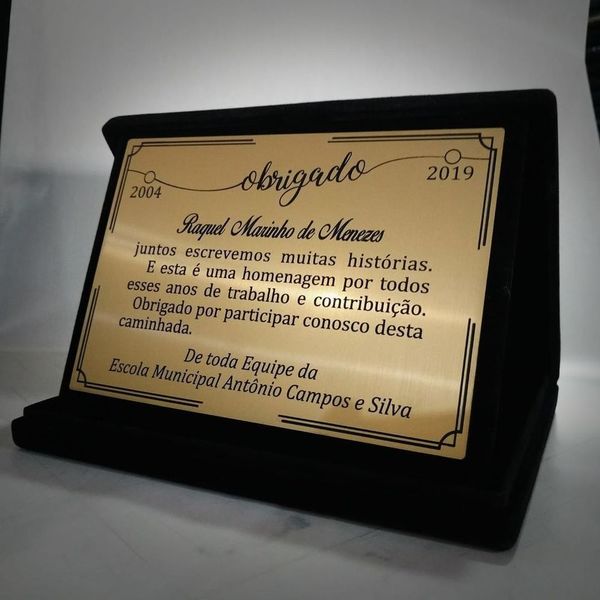 obrigado
2004 2019
Raquel Marinho de Menezes
juntos escrevemos muitas histórias.
E esta é uma homenagem por todos
esses anos de trabalho e contribuição.
Obrigado por participar conosco desta
caminhada.
De toda Equipe da
Escola Municipal Antônio Campos e Silva